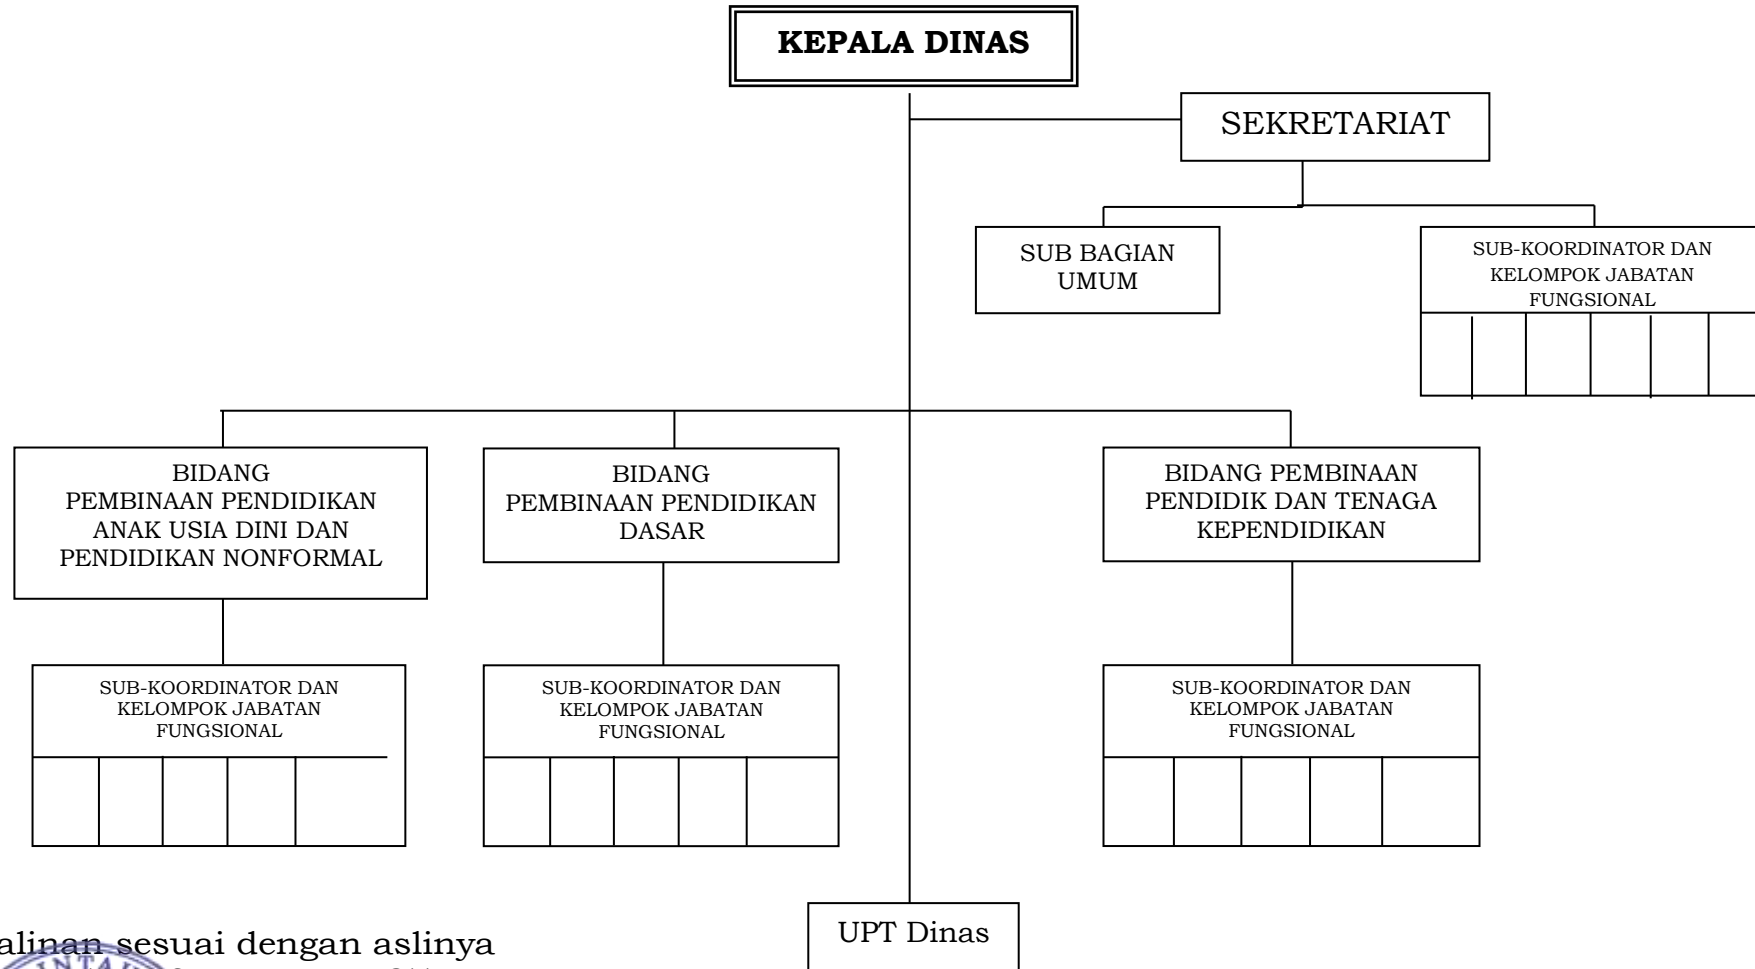 KEPALA DINAS
SEKRETARIAT
SUB BAGIAN
UMUM
SUB-KOORDINATOR DAN
KELOMPOK JABATAN
FUNGSIONAL
BIDANG
PEMBINAAN PENDIDIKAN
ANAK USIA DINI DAN
PENDIDIKAN NONFORMAL
BIDANG
PEMBINAAN PENDIDIKAN
DASAR
BIDANG PEMBINAAN
PENDIDIK DAN TENAGA
KEPENDIDIKAN
SUB-KOORDINATOR DAN
KELOMPOK JABATAN
FUNGSIONAL
SUB-KOORDINATOR DAN
KELOMPOK JABATAN
FUNGSIONAL
SUB-KOORDINATOR DAN
KELOMPOK JABATAN
FUNGSIONAL
UPT Dinas
alinan sesuai dengan aslinya